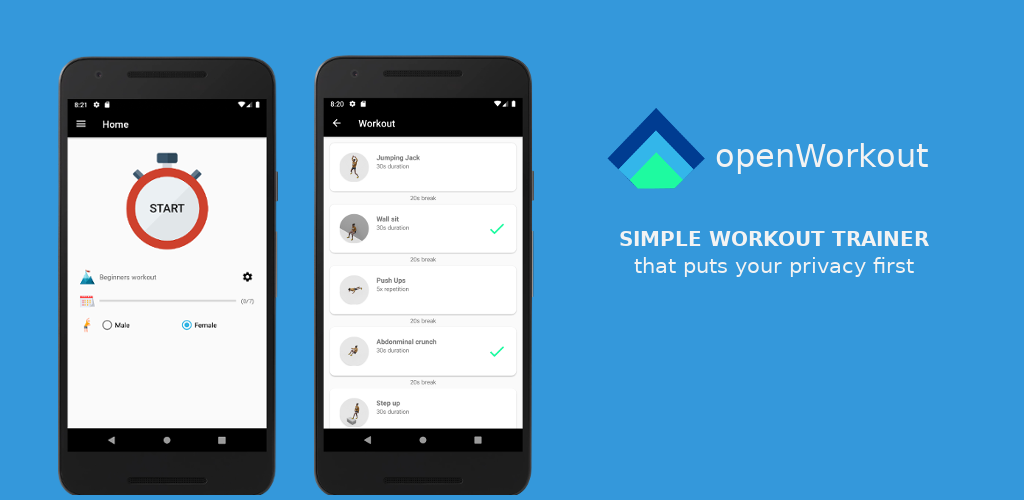 8:21
Home
START
Beginners workout
(0/7)
Male
Female
8:20
Workout
Jumping Jack
30s duration
20s break
Wall sit
30s duration
20s break
Push Ups
5x repetition
20s break
Abdonminal crunch
30s duration
20s break
Step up
30s duration
openWorkout
SIMPLE WORKOUT TRAINER
that puts your privacy first